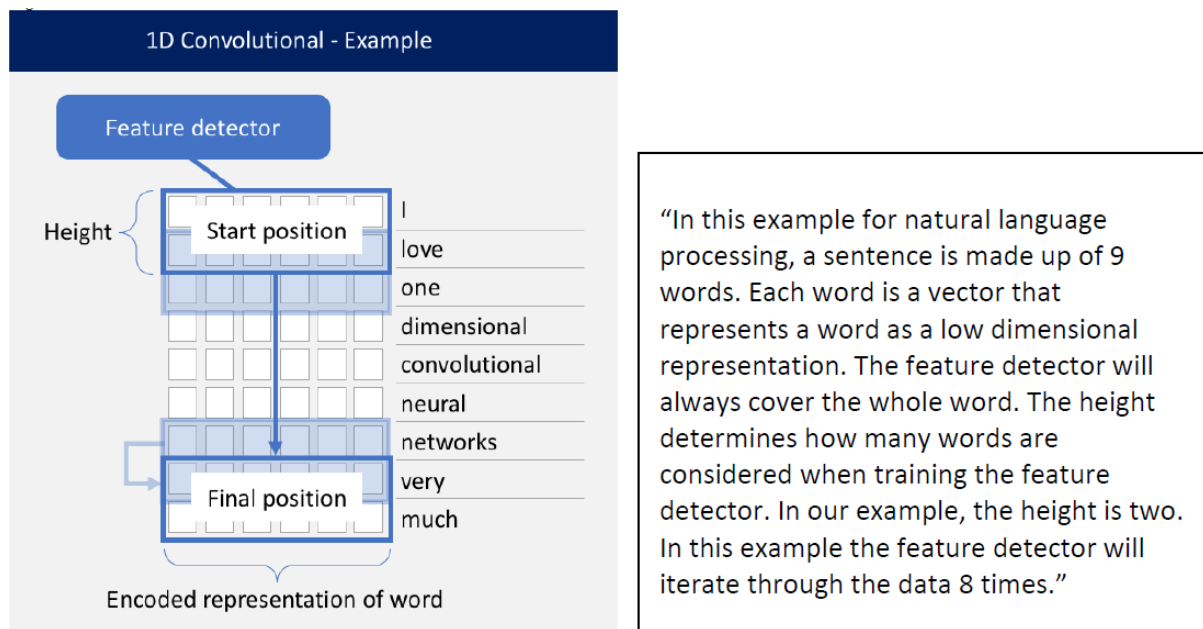 1D Convolutional - Example
Feature detector
Height
Start position
I
love
one
dimensional
convolutional
neural
networks
very
much
Final position
Encoded representation of word
“In this example for natural language
processing, a sentence is made up of 9
words. Each word is a vector that
represents a word as a low dimensional
representation. The feature detector will
always cover the whole word. The height
determines how many words are
considered when training the feature
detector. In our example, the height is two.
In this example the feature detector will
iterate through the data 8 times.”